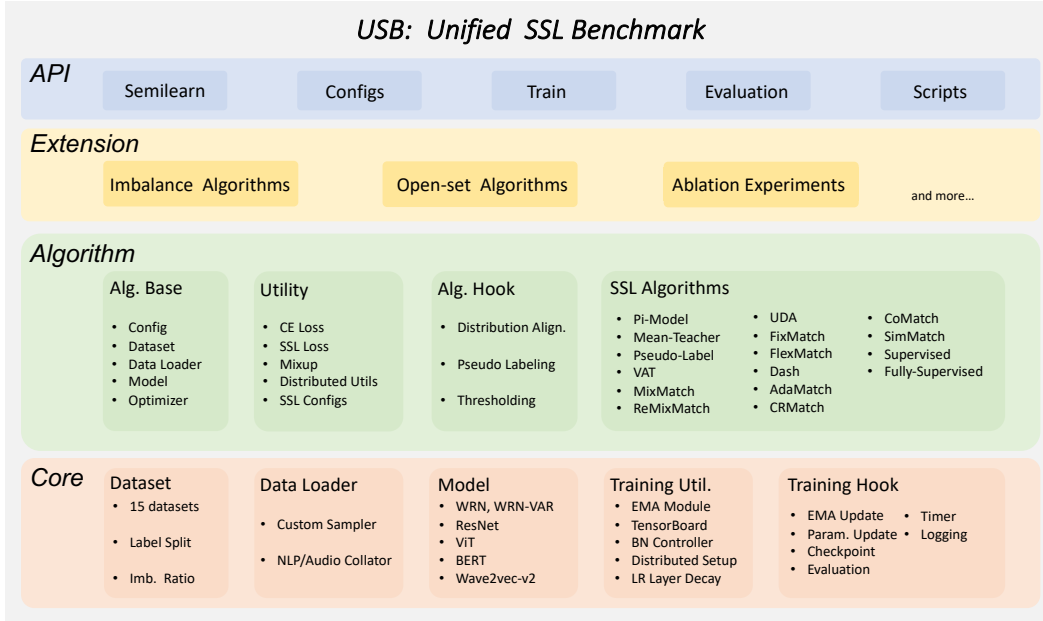 USB: Unified SSL Benchmark
API
Semilearn
Configs
Train
Evaluation
Scripts
Extension
Imbalance Algorithms
Open-set Algorithms
Ablation Experiments
and more...
Algorithm
Alg. Base
• Config
• Dataset
• Data Loader
• Model
• Optimizer
Utility
• CE Loss
• SSL Loss
• Mixup
• Distributed Utils
• SSL Configs
Alg. Hook
• Distribution Align.
• Pseudo Labeling
• Thresholding
SSL Algorithms
• Pi-Model
• Mean-Teacher
• Pseudo-Label
• VAT
• MixMatch
• ReMixMatch
• UDA
• FixMatch
• FlexMatch
• Dash
• AdaMatch
• CRMatch
• CoMatch
• SimMatch
• Supervised
• Fully-Supervised
Core
Dataset
• 15 datasets
• Label Split
• Imb. Ratio
Data Loader
• Custom Sampler
• NLP/Audio Collator
Model
• WRN, WRN-VAR
• ResNet
• ViT
• BERT
• Wave2vec-v2
Training Util.
• EMA Module
• TensorBoard
• BN Controller
• Distributed Setup
• LR Layer Decay
Training Hook
• EMA Update
• Param. Update
• Checkpoint
• Evaluation
• Timer
• Logging